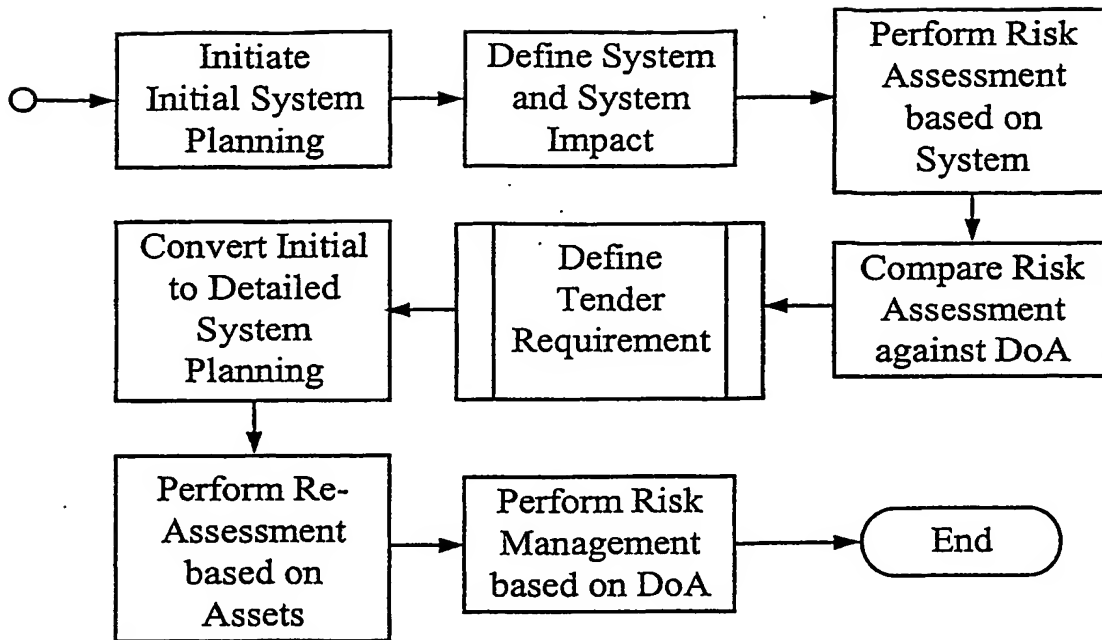 Initiate
Initial System
Planning
Define System
and System
Impact
Perform Risk
Assessment
based on
System
Compare Risk
Assessment
against DoA
Define
Tender
Requirement
Convert Initial
to Detailed
System
Planning
Perform Re-
Assessment
based on
Assets
Perform Risk
Management
based on DoA
End